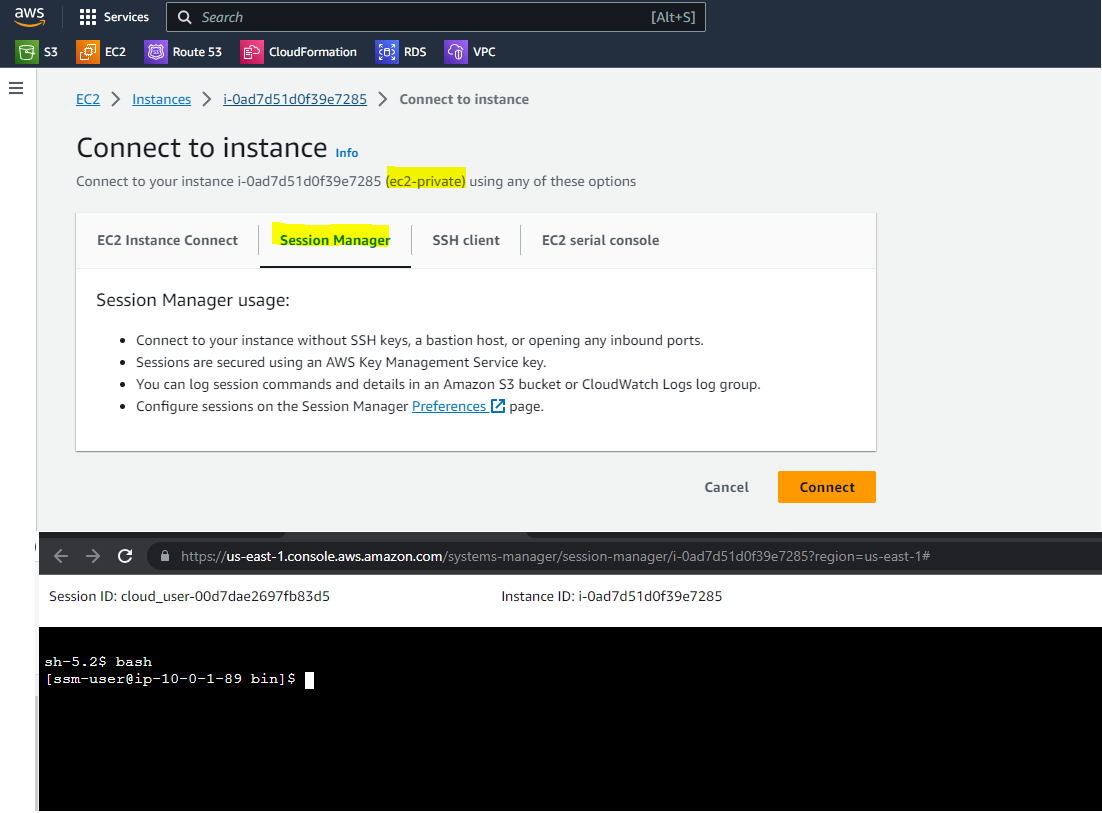 aws
Services
Search [Alt+S]
S3 EC2 Route 53 CloudFormation RDS VPC
EC2 > Instances > i-0ad7d51d0f39e7285 > Connect to instance
Connect to instance Info
Connect to your instance i-0ad7d51d0f39e7285 (ec2-private) using any of these options
EC2 Instance Connect Session Manager SSH client EC2 serial console
Session Manager usage:
• Connect to your instance without SSH keys, a bastion host, or opening any inbound ports.
• Sessions are secured using an AWS Key Management Service key.
• You can log session commands and details in an Amazon S3 bucket or CloudWatch Logs log group.
• Configure sessions on the Session Manager Preferences page.
Cancel Connect
https://us-east-1.console.aws.amazon.com/systems-manager/session-manager/i-0ad7d51d0f39e7285?region=us-east-1#
Session ID: cloud_user-00d7dae2697fb83d5 Instance ID: i-0ad7d51d0f39e7285
sh-5.2$ bash
[ssm-user@ip-10-0-1-89 bin]$